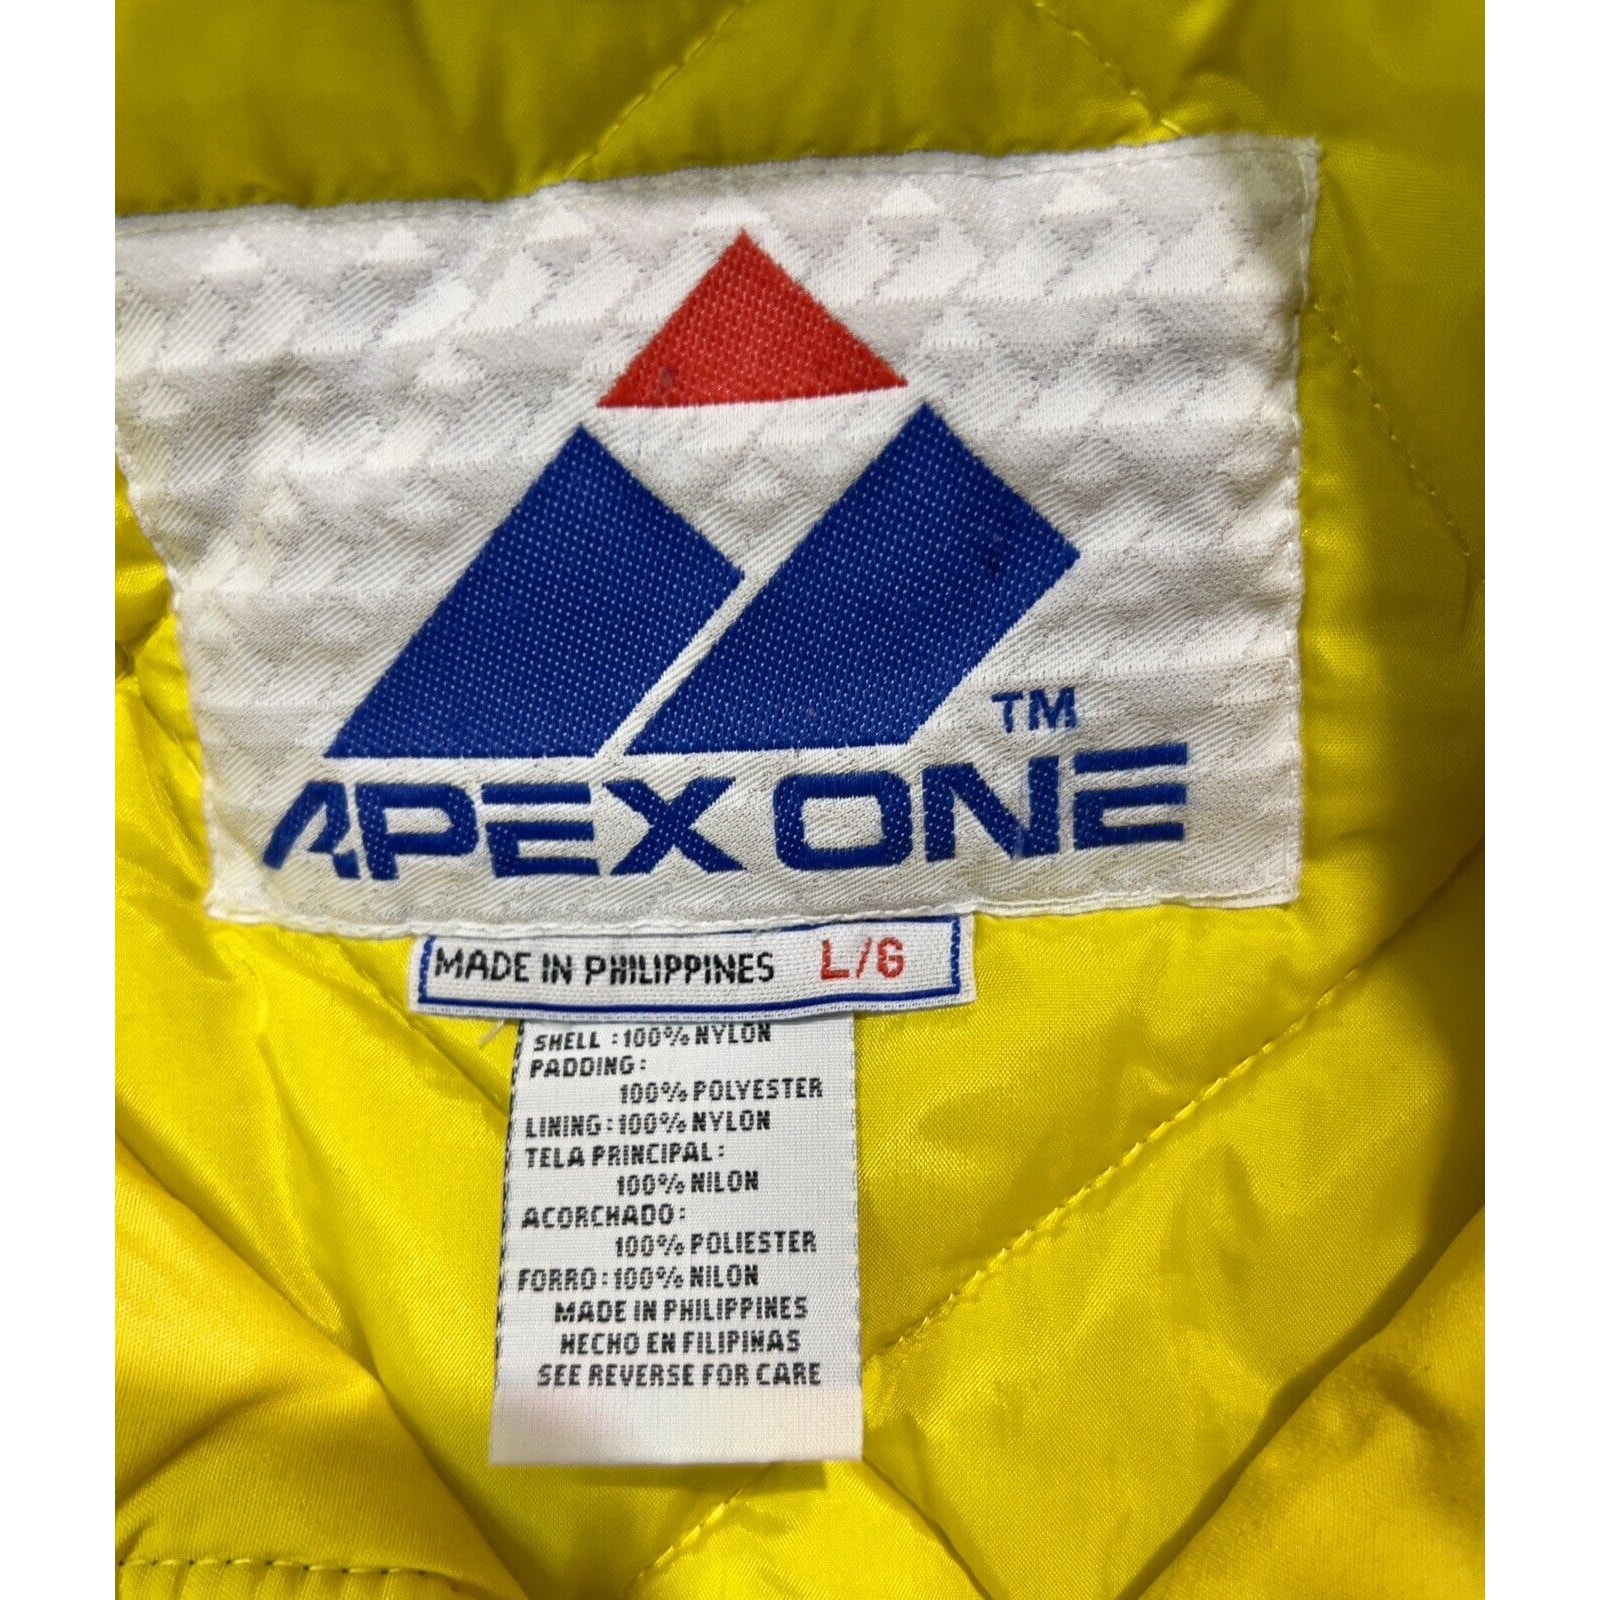 TM
APEX ONE
MADE IN PHILIPPINES L/G
SHELL :100% NYLON
PADDING:
100% POLYESTER
LINING:100% NYLON
TELA PRINCIPAL:
100% NILON
ACORCHADO:
100% POLIESTER
FORRO:100% NILON
MADE IN PHILIPPINES
HECHO EN FILIPINAS
SEE REVERSE FOR CARE